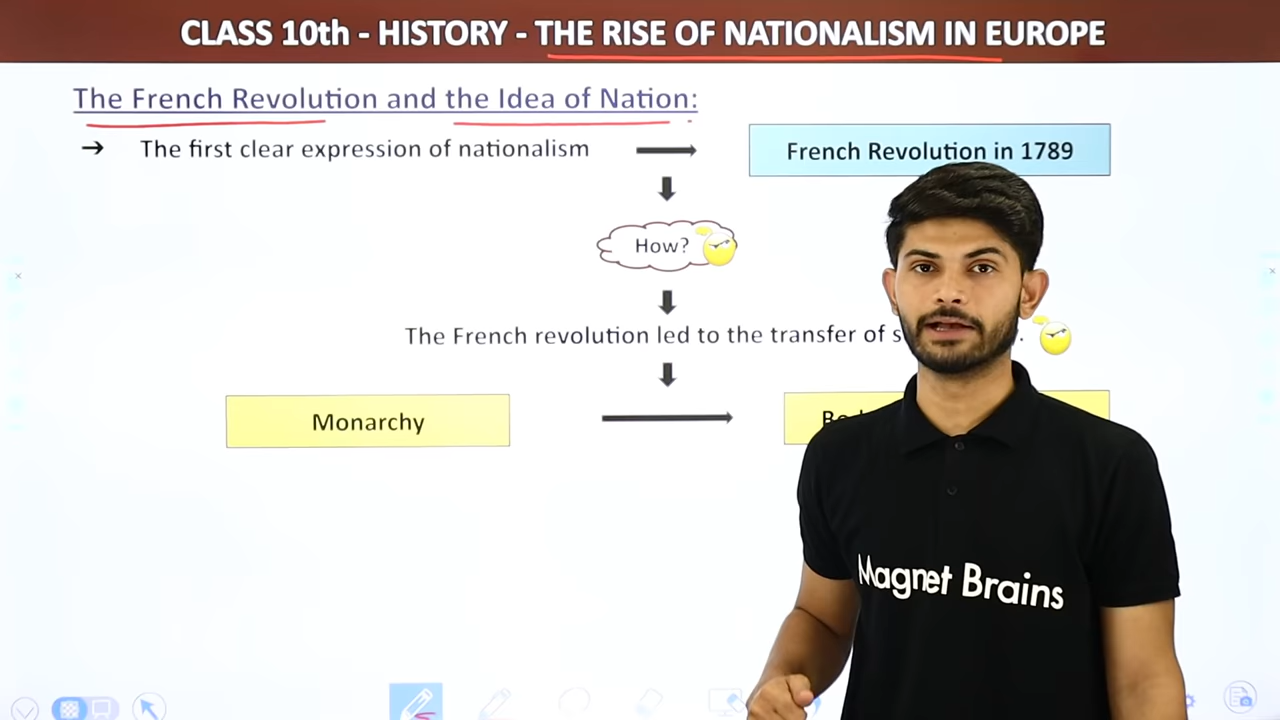 CLASS 10th - HISTORY - THE RISE OF NATIONALISM IN EUROPE
The French Revolution and the Idea of Nation:
➔ The first clear expression of nationalism
French Revolution in 1789
How?
The French revolution led to the transfer of
Monarchy
Magnet Brains